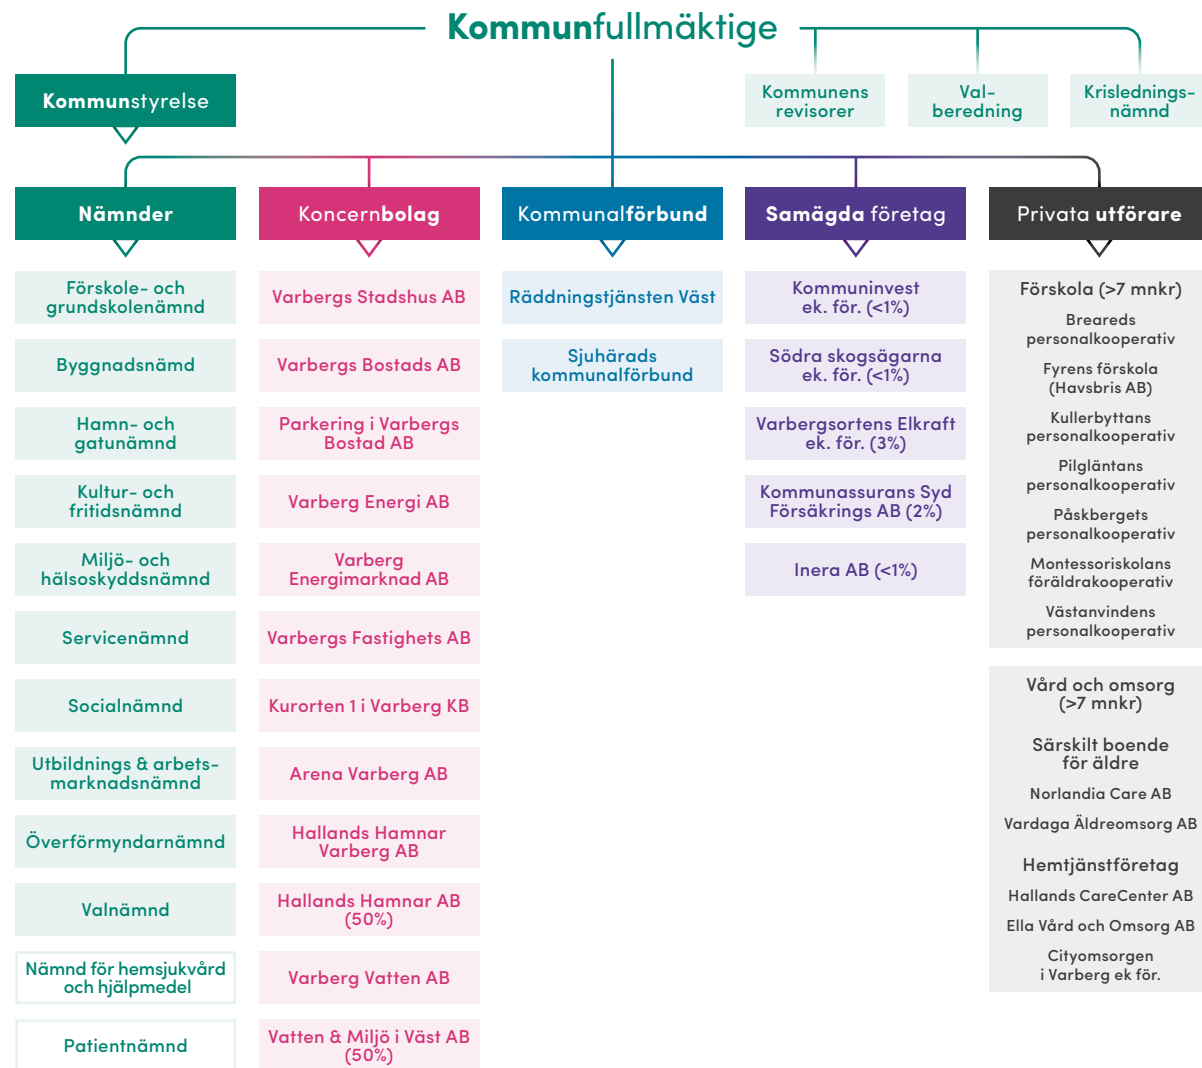 Kommunfullmäktige
Kommunstyrelse
Kommunens
revisorer
Val-
beredning
Krislednings-
nämnd
Nämnder
Förskole- och
grundskolenämnd
Byggnadsnämd
Hamn- och
gatunämnd
Kultur- och
fritidsnämnd
Miljö- och
hälsoskyddsnämnd
Servicenämnd
Socialnämnd
Utbildnings & arbets-
marknadsnämnd
Överförmyndarnämnd
Valnämnd
Nämnd för hemsjukvård
och hjälpmedel
Patientnämnd
Koncernbolag
Varbergs Stadshus AB
Varbergs Bostads AB
Parkering i Varbergs
Bostad AB
Varberg Energi AB
Varberg
Energimarknad AB
Varbergs Fastighets AB
Kurorten 1 i Varberg KB
Arena Varberg AB
Hallands Hamnar
Varberg AB
Hallands Hamnar AB
(50%)
Varberg Vatten AB
Vatten & Miljö i Väst AB
(50%)
Kommunalförbund
Räddningstjänsten Väst
Sjuhärads
kommunalförbund
Samägda företag
Kommuninvest
ek. för. (<1%)
Södra skogsägarna
ek. för. (<1%)
Varbergsortens Elkraft
ek. för. (3%)
Kommunassurans Syd
Försäkrings AB (2%)
Inera AB (<1%)
Privata utförare
Förskola (>7 mnkr)
Breareds
personalkooperativ
Fyrens förskola
(Havsbris AB)
Kullerbyttans
personalkooperativ
Pilgläntans
personalkooperativ
Påskbergets
personalkooperativ
Montessoriskolans
föräldrakooperativ
Västanvindens
personalkooperativ
Vård och omsorg
(>7 mnkr)
Särskilt boende
för äldre
Norlandia Care AB
Vardaga Äldreomsorg AB
Hemtjänstföretag
Hallands CareCenter AB
Ella Vård och Omsorg AB
Cityomsorgen
i Varberg ek för.